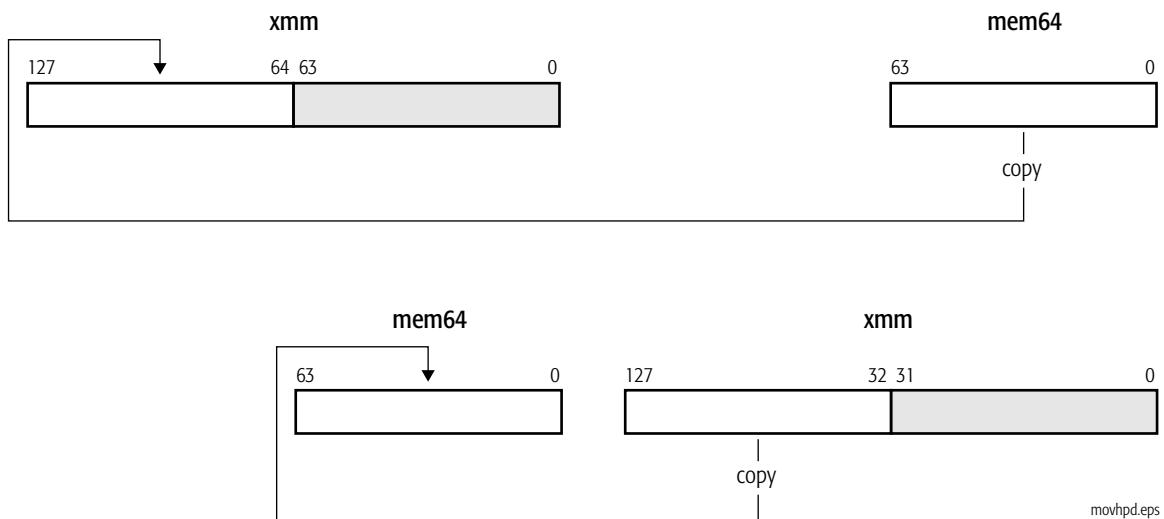 xmm mem64
127 64 63 0 63 0
copy
mem64 xmm
63 0 127 32 31 0
copy
movhpd.eps